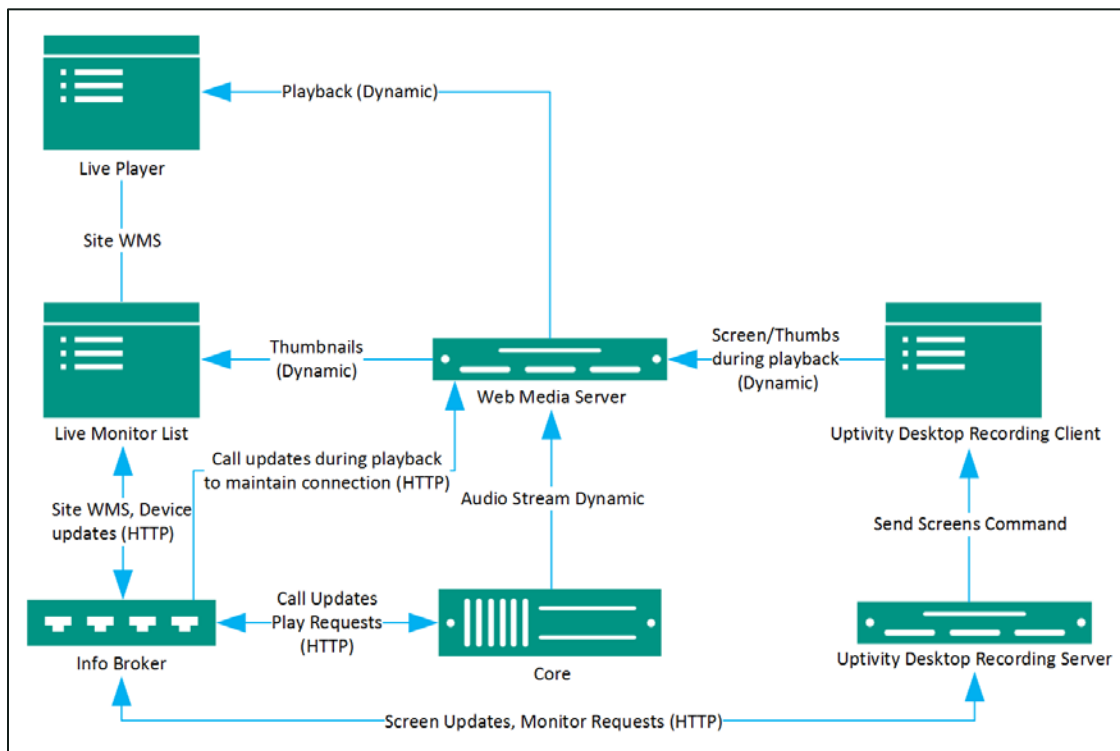 Playback (Dynamic)
Live Player
Site WMS
Thumbnails
(Dynamic)
Screen/Thumbs
during playback
(Dynamic)
Web Media Server
Live Monitor List
Uptivity Desktop Recording Client
Call updates during playback
to maintain connection (HTTP)
Site WMS, Device
updates (HTTP)
Audio Stream Dynamic
Send Screens Command
Call Updates
Play Requests
(HTTP)
Info Broker
Core
Uptivity Desktop Recording Server
Screen Updates, Monitor Requests (HTTP)